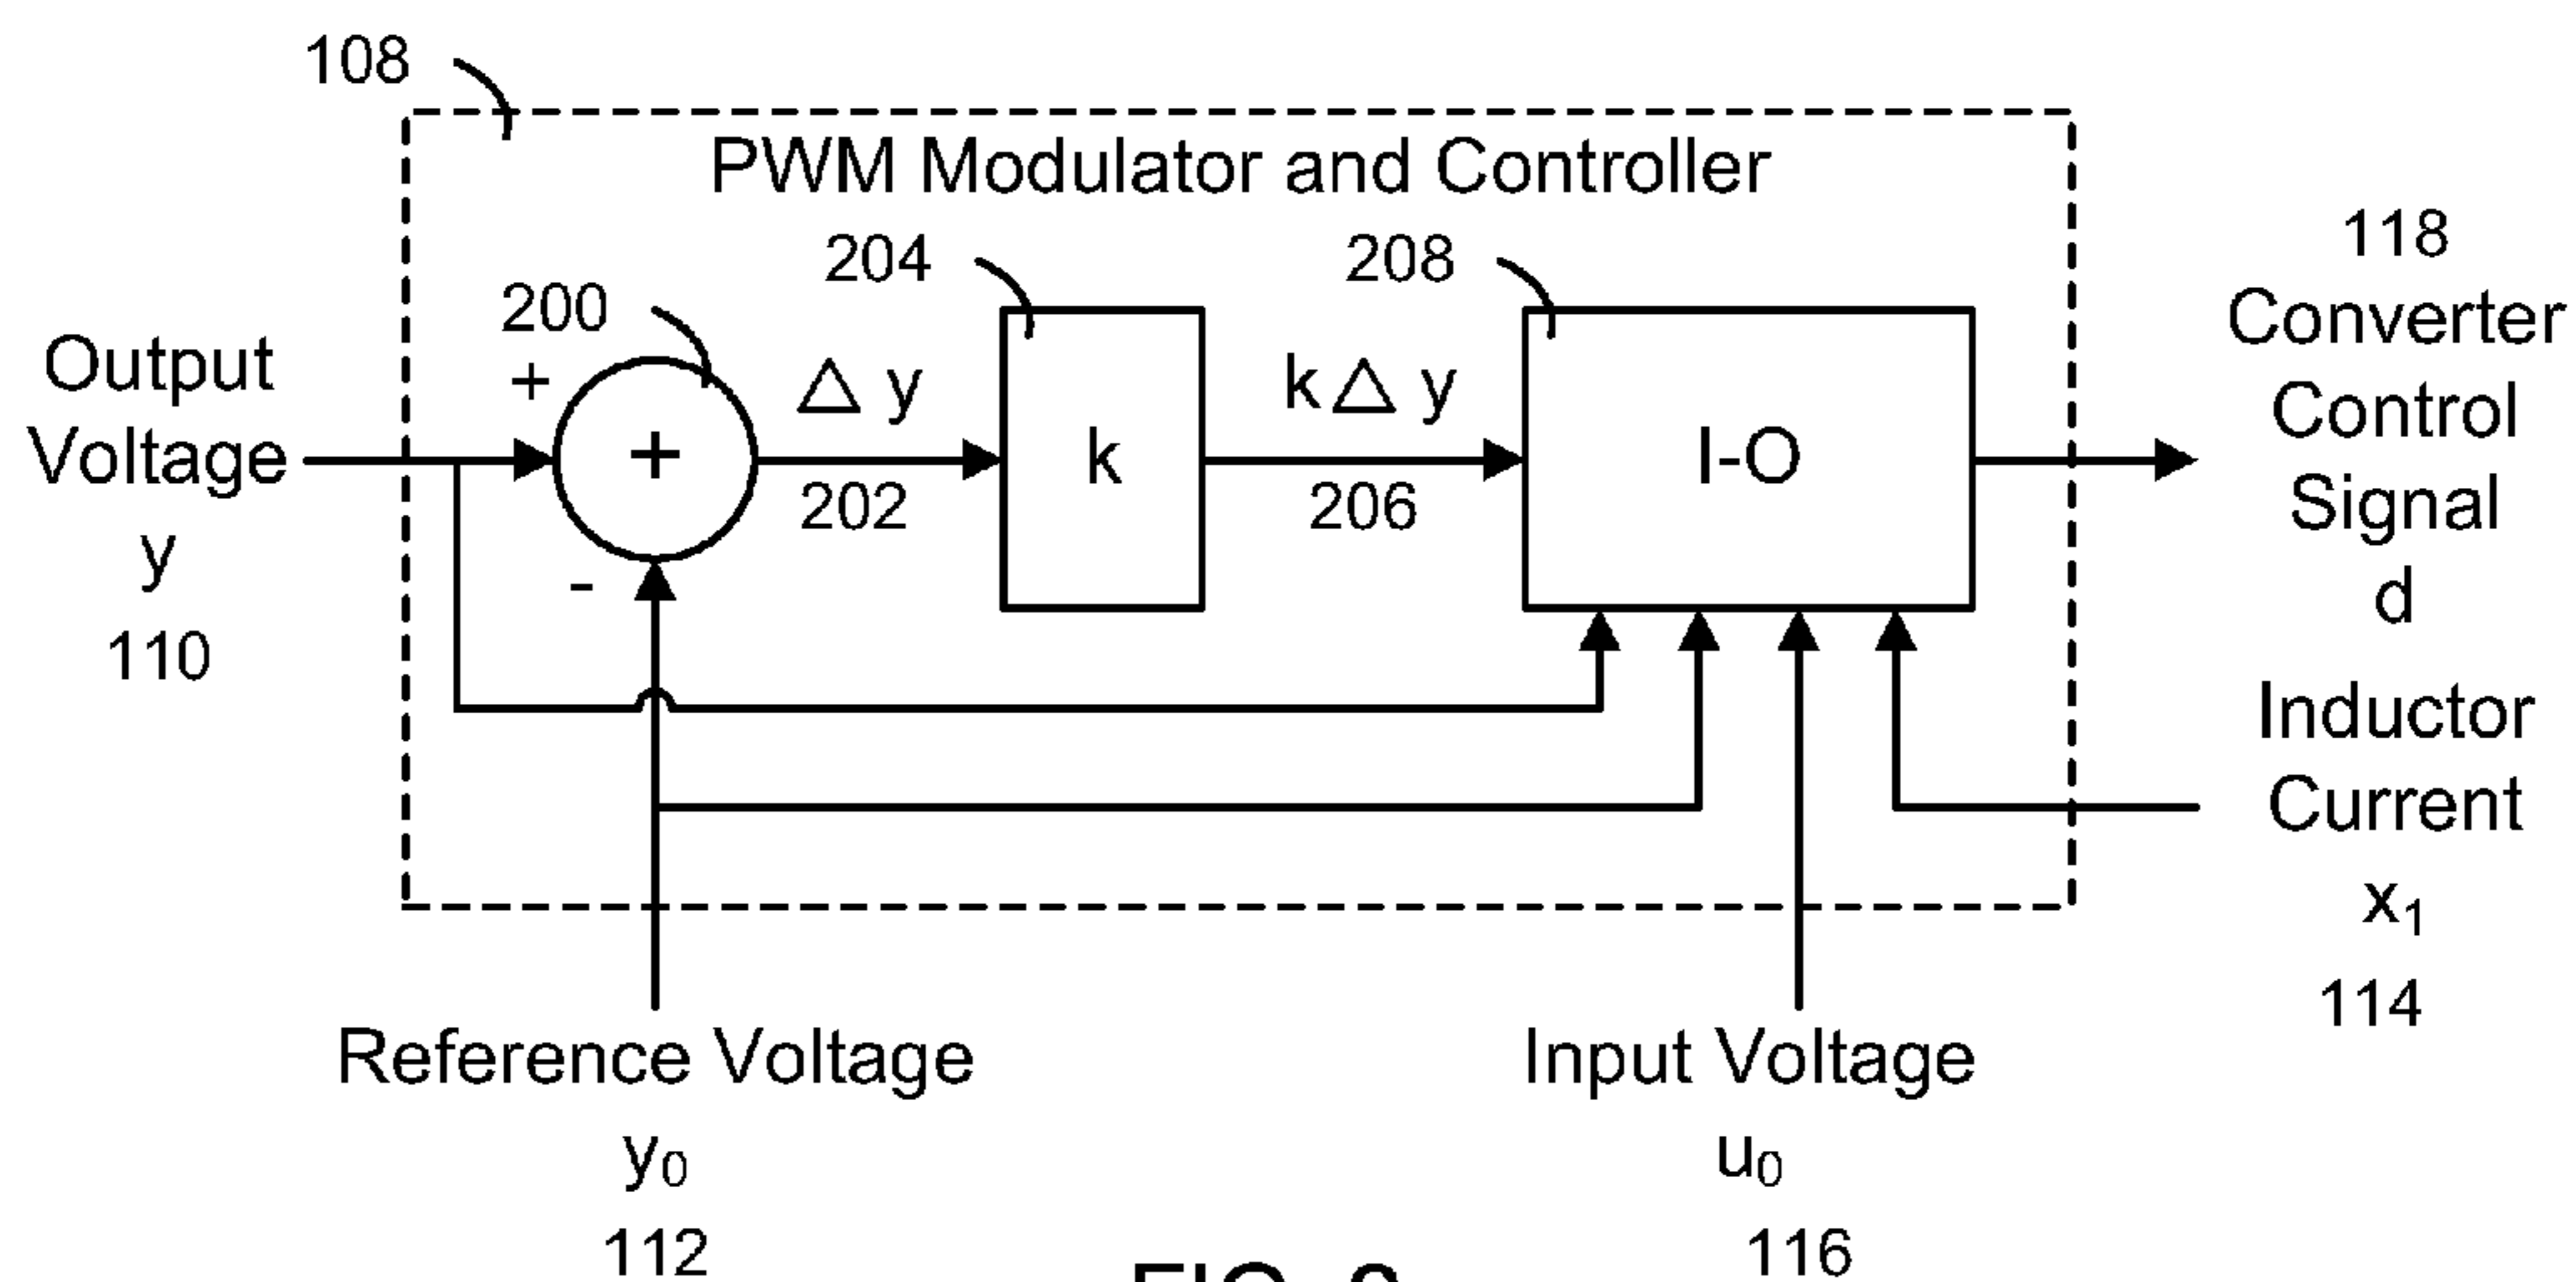 108
PWM Modulator and Controller
204
208
118
200
Converter
Control
Signal
d
Output
Voltage
y
110
+
+
-
△ y
202
k
k△ y
206
I-O
Inductor
Current
x₁
114
Reference Voltage
y₀
112
Input Voltage
u₀
116